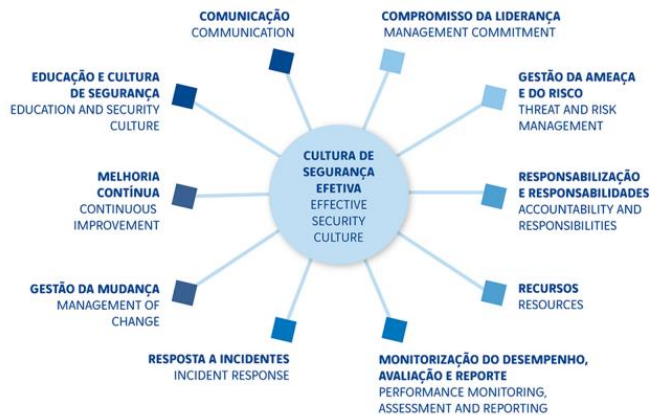 COMUNICAÇÃO
COMMUNICATION
COMPROMISSO DA LIDERANÇA
MANAGEMENT COMMITMENT
EDUCAÇÃO E CULTURA
DE SEGURANÇA
EDUCATION AND SECURITY
CULTURE
GESTÃO DA AMEAÇA
E DO RISCO
THREAT AND RISK
MANAGEMENT
CULTURA DE
SEGURANÇA
EFETIVA
EFFECTIVE
SECURITY
CULTURE
MELHORIA
CONTÍNUA
CONTINUOUS
IMPROVEMENT
RESPONSABILIZAÇÃO
E RESPONSABILIDADES
ACCOUNTABILITY AND
RESPONSIBILITIES
GESTÃO DA MUDANÇA
MANAGEMENT OF
CHANGE
RECURSOS
RESOURCES
RESPOSTA A INCIDENTES
INCIDENT RESPONSE
MONITORIZAÇÃO DO DESEMPENHO,
AVALIAÇÃO E REPORTE
PERFORMANCE MONITORING,
ASSESSMENT AND REPORTING